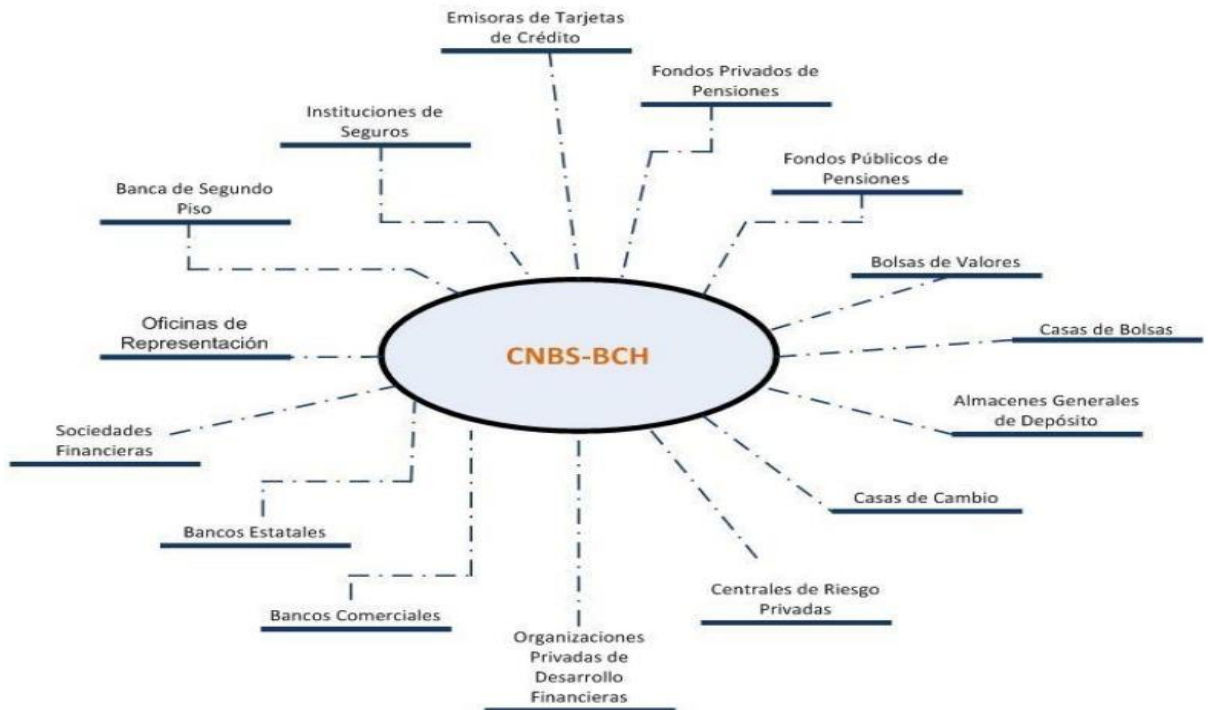 Emisoras de Tarjetas
de Crédito
Fondos Privados de
Pensiones
Instituciones de
Seguros
Fondos Públicos de
Pensiones
Banca de Segundo
Piso
Bolsas de Valores
Oficinas de
Representación
CNBS-BCH
Casas de Bolsas
Almacenes Generales
de Depósito
Sociedades
Financieras
Casas de Cambio
Bancos Estatales
Centrales de Riesgo
Privadas
Bancos Comerciales
Organizaciones
Privadas de
Desarrollo
Financieras